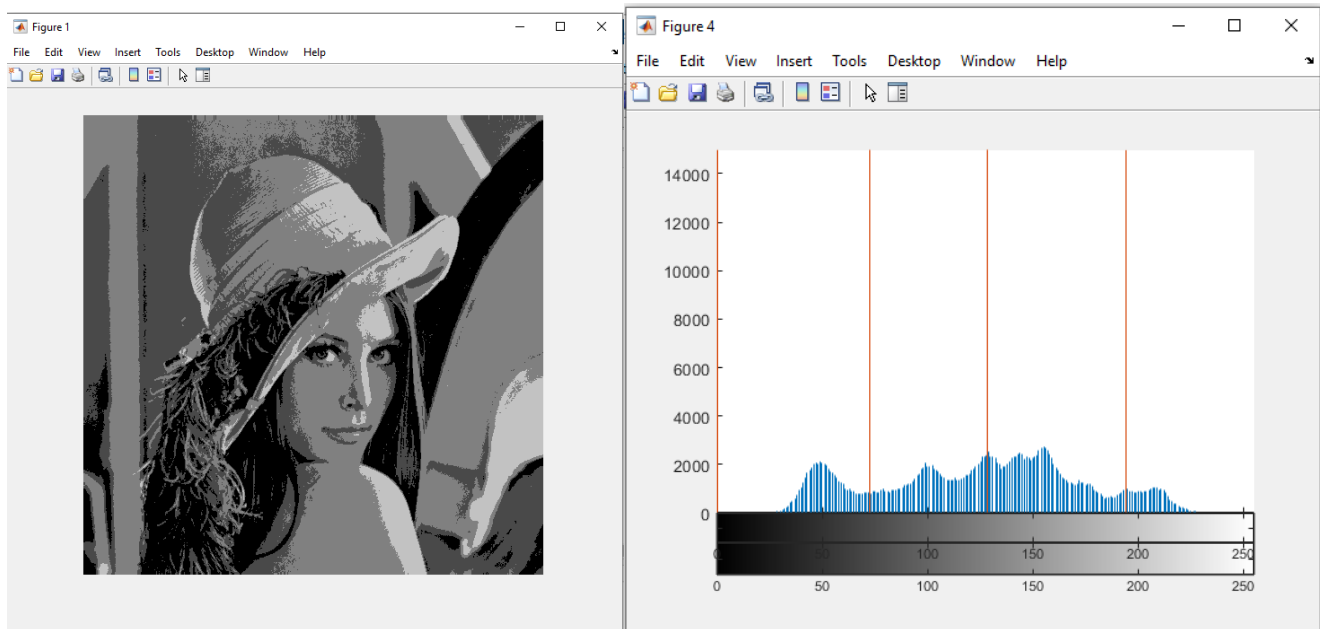 Figure 1
File Edit View Insert Tools Desktop Window Help
Figure 4
File Edit View Insert Tools Desktop Window Help
14000
12000
10000
8000
6000
4000
2000
0
0 50 100 150 200 250
0 50 100 150 200 250